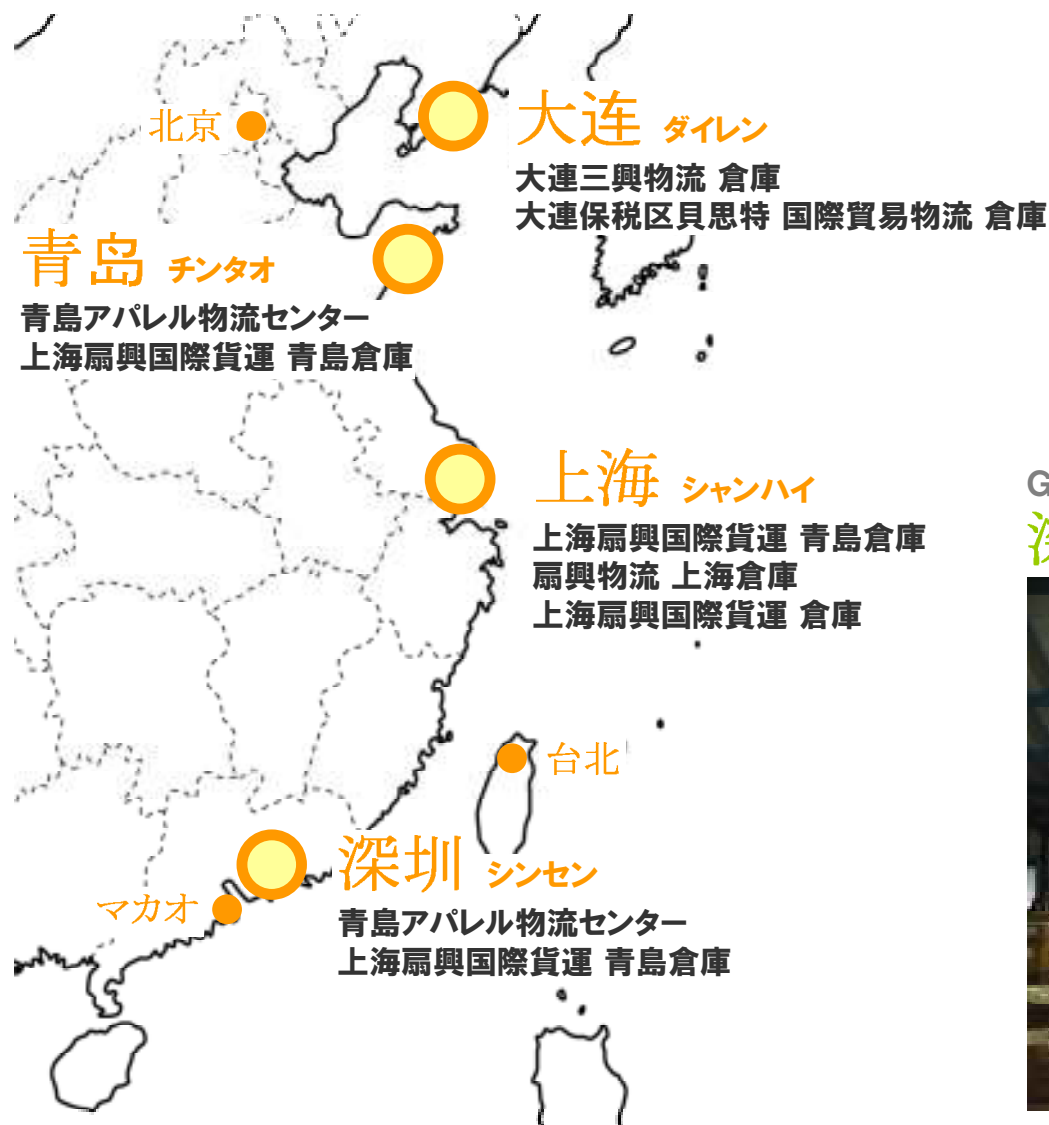 北京
大连 ダイレン
大連三興物流 倉庫
大連保税区貝思特 国際貿易物流 倉庫
青岛 チンタオ
青島アパレル物流センター
上海扇興国際貨運 青島倉庫
上海 シャンハイ
上海扇興国際貨運 青島倉庫
扇興物流 上海倉庫
上海扇興国際貨運 倉庫
台北
深圳 シンセン
マカオ
青島アパレル物流センター
上海扇興国際貨運 青島倉庫